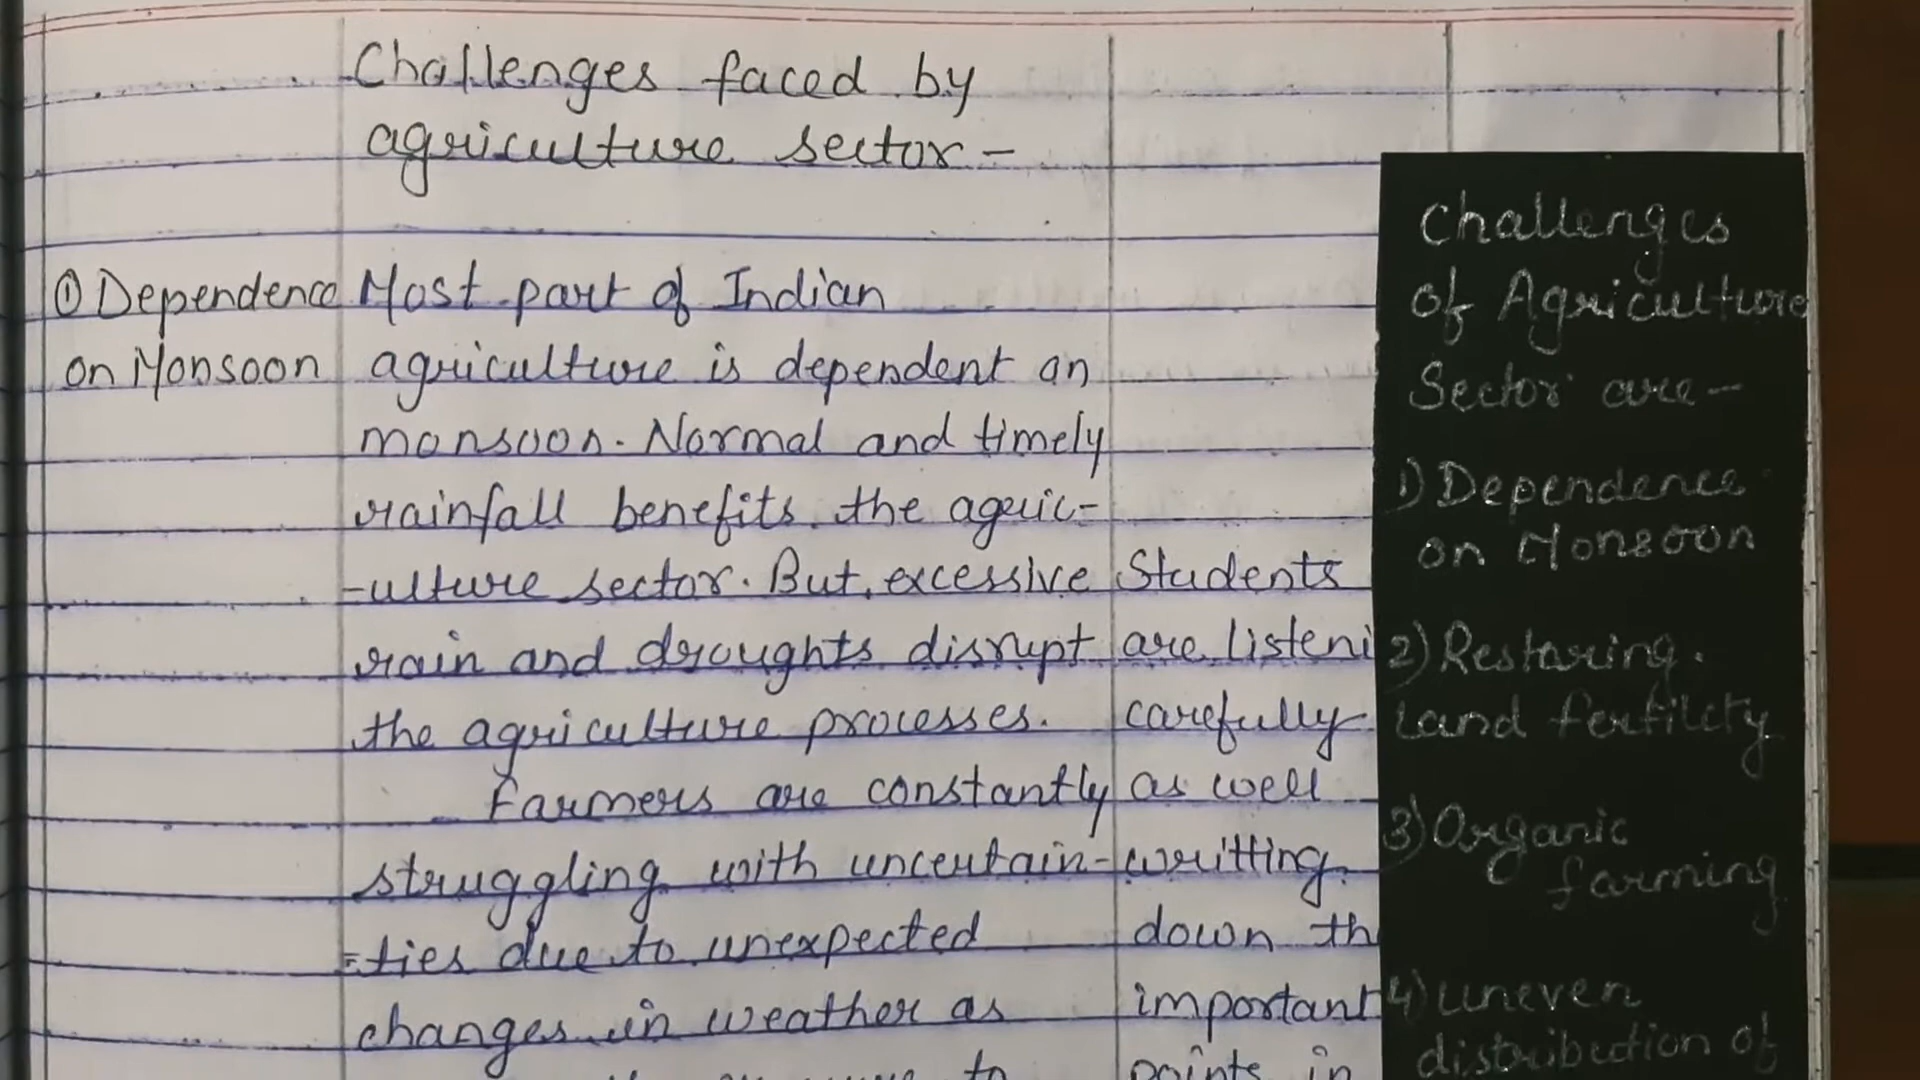 Challenges faced by
agriculture sector-
① Dependence
on Monsoon
Most part of Indian
agriculture is dependent on
monsoon. Normal and timely
rainfall benefits the agric-
-ulture sector. But excessive
rain and droughts disrupt
the agriculture processes.
Farmers are constantly
struggling with uncertain-
-ties due to unexpected
changes in weather as
to
Students
are listeni
carefully
as well
writting
down th
important
points in
Challenges
of Agriculture
Sector are-
1) Dependence
on Monsoon
2) Restoring
land fertility
3) Organic
farming
4) Uneven
distribution of